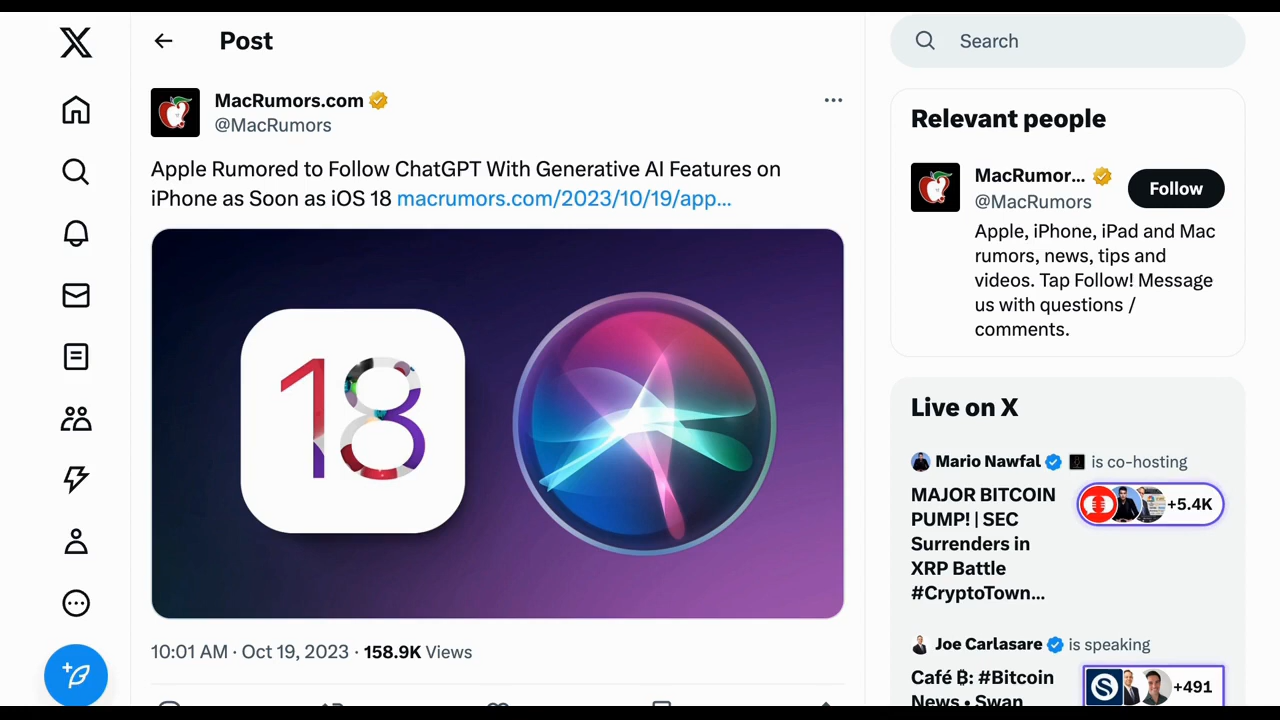 Post
Search
MacRumors.com
@MacRumors
Apple Rumored to Follow ChatGPT With Generative AI Features on
iPhone as Soon as iOS 18 macrumors.com/2023/10/19/app...
18
10:01 AM · Oct 19, 2023 · 158.9K Views
Relevant people
MacRumor...
@MacRumors
Follow
Apple, iPhone, iPad and Mac
rumors, news, tips and
videos. Tap Follow! Message
us with questions /
comments.
Live on X
Mario Nawfal is co-hosting
MAJOR BITCOIN
PUMP! | SEC
Surrenders in
XRP Battle
#CryptoTown...
+5.4K
Joe Carlasare is speaking
Café ₿: #Bitcoin
News • Swan
+491